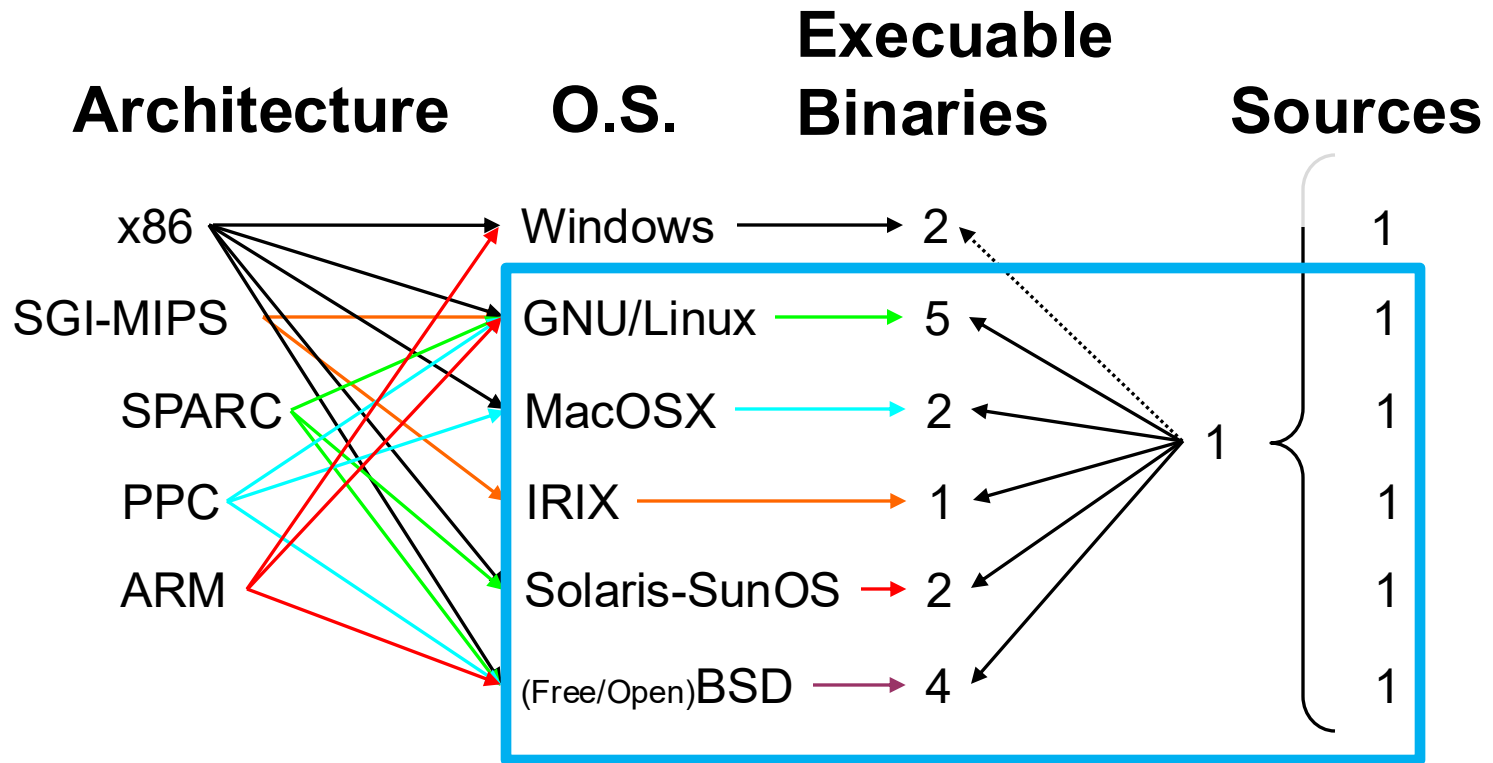 Execuable
Architecture O.S. Binaries Sources
x86 Windows 2 1
SGI-MIPS GNU/Linux 5 1
SPARC MacOSX 2 1
1
PPC IRIX 1 1
ARM Solaris-SunOS 2 1
(Free/Open)BSD 4 1